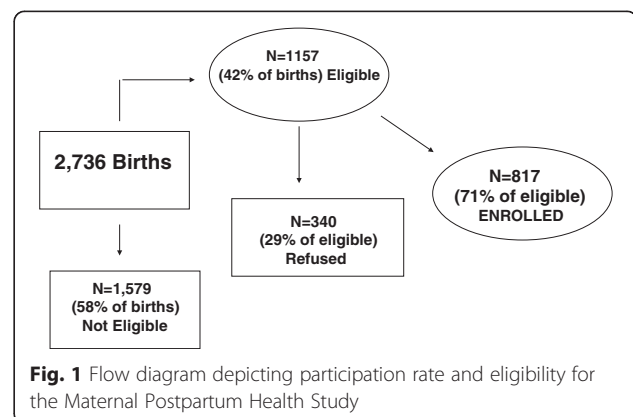 N=1157
(42% of births) Eligible
2,736 Births
N=817
(71% of eligible)
ENROLLED
N=340
(29% of eligible)
Refused
N=1,579
(58% of births)
Not Eligible
Fig. 1 Flow diagram depicting participation rate and eligibility for
the Maternal Postpartum Health Study